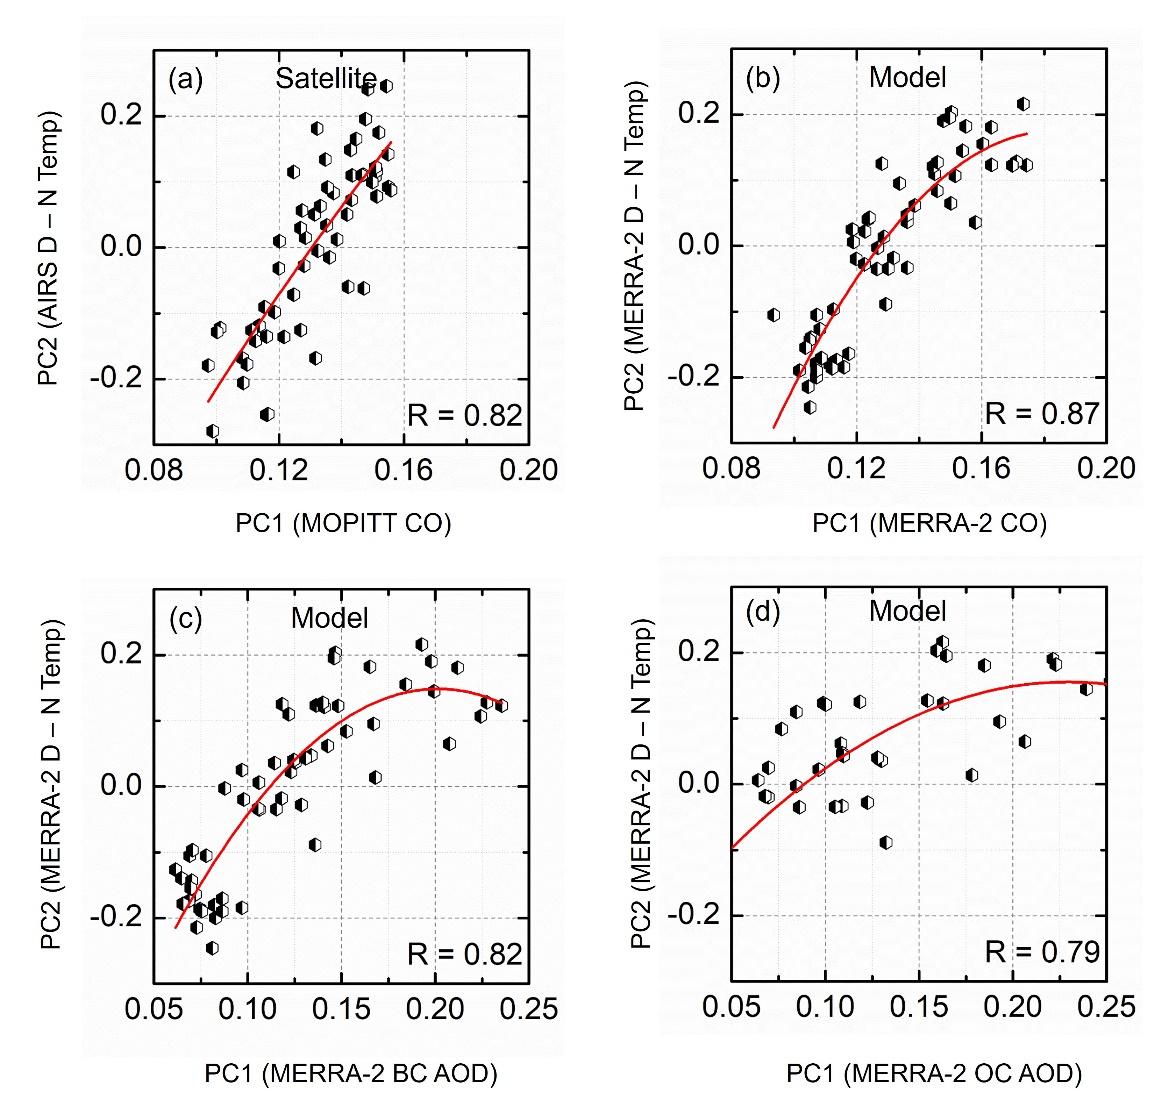 (a) Satellite
PC2 (AIRS D – N Temp)
0.2
0.0
-0.2
R = 0.82
0.08 0.12 0.16 0.20
PC1 (MOPITT CO)
(b) Model
PC2 (MERRA-2 D – N Temp)
0.2
0.0
-0.2
R = 0.87
0.08 0.12 0.16 0.20
PC1 (MERRA-2 CO)
(c) Model
PC2 (MERRA-2 D – N Temp)
0.2
0.0
-0.2
R = 0.82
0.05 0.10 0.15 0.20 0.25
PC1 (MERRA-2 BC AOD)
(d) Model
PC2 (MERRA-2 D – N Temp)
0.2
0.0
-0.2
R = 0.79
0.05 0.10 0.15 0.20 0.25
PC1 (MERRA-2 OC AOD)